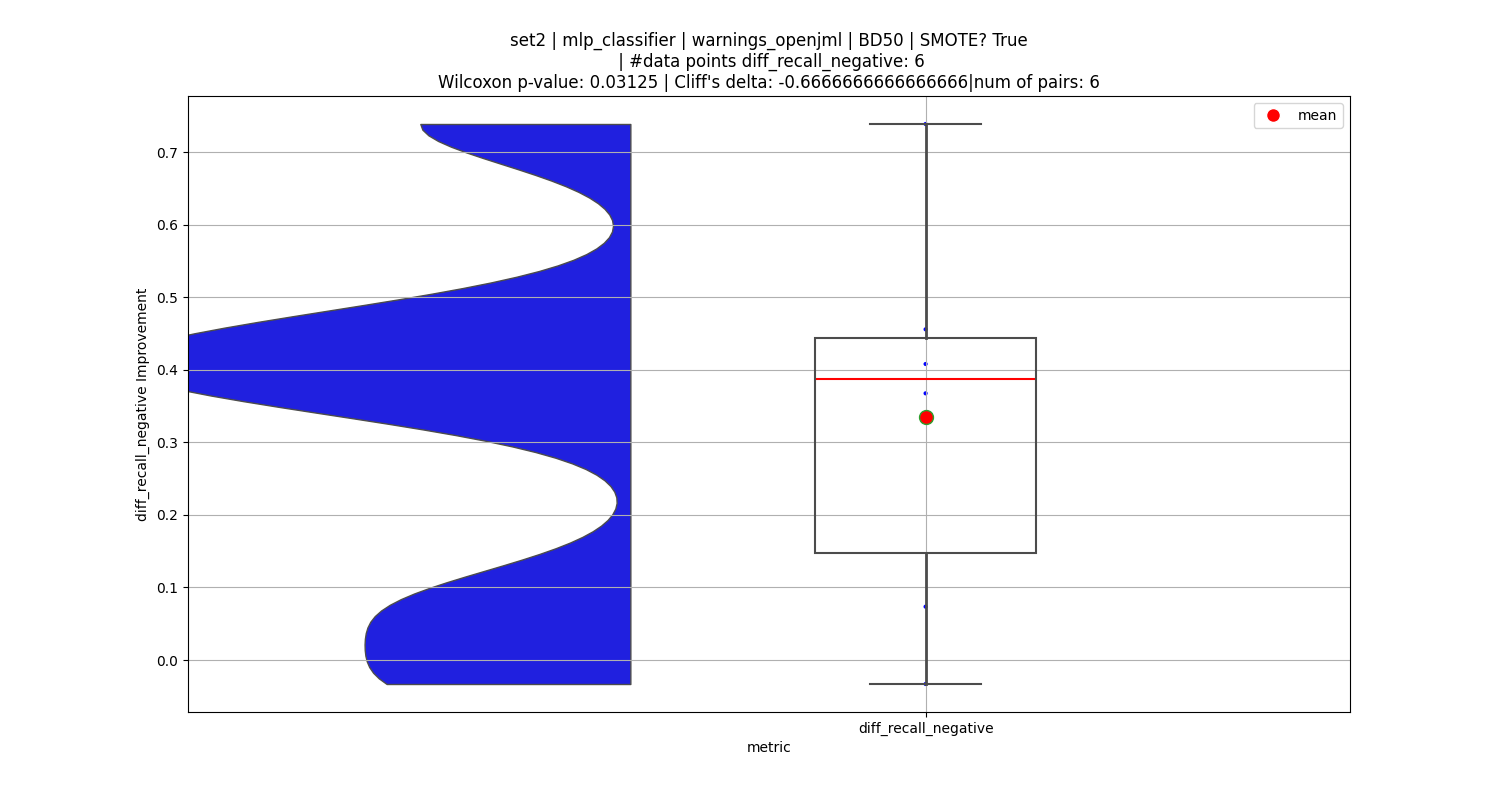 set2 | mlp_classifier | warnings_openjml | BD50 | SMOTE? True
| #data points diff_recall_negative: 6
Wilcoxon p-value: 0.03125 | Cliff's delta: -0.6666666666666666|num of pairs: 6
mean
0.7
0.6
0.5
0.4
0.3
0.2
0.1
0.0
diff_recall_negative Improvement
diff_recall_negative
metric